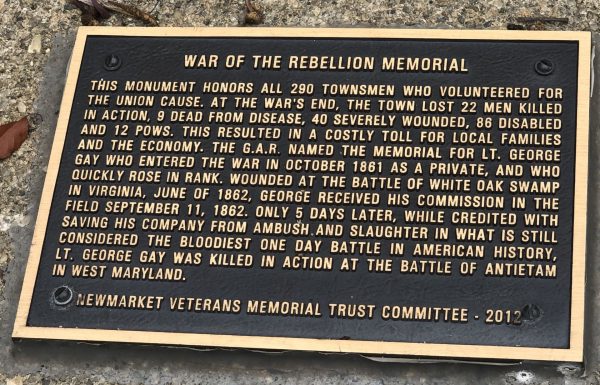 WAR OF THE REBELLION MEMORIAL
THIS MONUMENT HONORS ALL 290 TOWNSMEN WHO VOLUNTEERED FOR
THE UNION CAUSE. AT THE WAR'S END, THE TOWN LOST 22 MEN KILLED
IN ACTION, 9 DEAD FROM DISEASE, 40 SEVERELY WOUNDED, 86 DISABLED
AND 12 POWS. THIS RESULTED IN A COSTLY TOLL FOR LOCAL FAMILIES
AND THE ECONOMY. THE G.A.R. NAMED THE MEMORIAL FOR LT. GEORGE
GAY WHO ENTERED THE WAR IN OCTOBER 1861 AS A PRIVATE, AND WHO
QUICKLY ROSE IN RANK. WOUNDED AT THE BATTLE OF WHITE OAK SWAMP
IN VIRGINIA, JUNE OF 1862, GEORGE RECEIVED HIS COMMISSION IN THE
FIELD SEPTEMBER 11, 1862. ONLY 5 DAYS LATER, WHILE CREDITED WITH
SAVING HIS COMPANY FROM AMBUSH AND SLAUGHTER IN WHAT IS STILL
CONSIDERED THE BLOODIEST ONE DAY BATTLE IN AMERICAN HISTORY,
LT. GEORGE GAY WAS KILLED IN ACTION AT THE BATTLE OF ANTIETAM
IN WEST MARYLAND.
NEWMARKET VETERANS MEMORIAL TRUST COMMITTEE - 2012